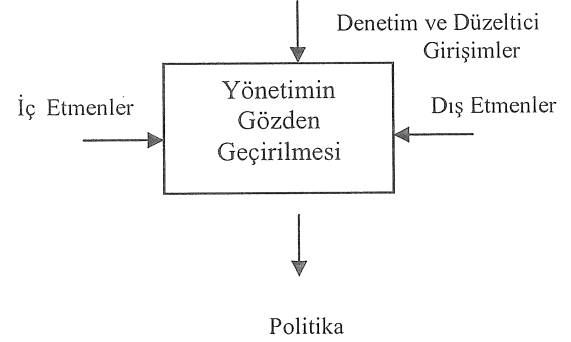 Denetim ve Düzeltici
Girişimler
İç Etmenler
Yönetimin
Gözden
Geçirilmesi
Dış Etmenler
Politika